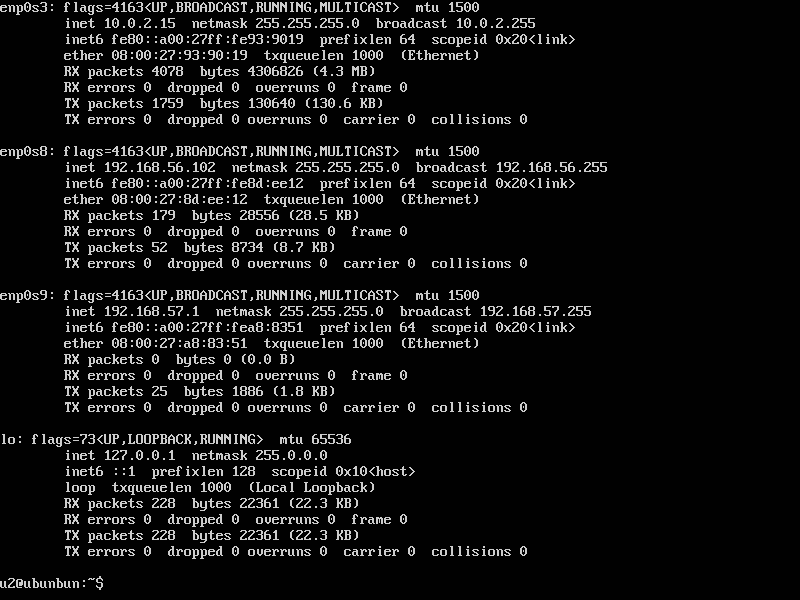 enp0s3: flags=4163<UP,BROADCAST,RUNNING,MULTICAST>  mtu 1500
        inet 10.0.2.15  netmask 255.255.255.0  broadcast 10.0.2.255
        inet6 fe80::a00:27ff:fe93:9019  prefixlen 64  scopeid 0x20<link>
        ether 08:00:27:93:90:19  txqueuelen 1000  (Ethernet)
        RX packets 4078  bytes 4306826 (4.3 MB)
        RX errors 0  dropped 0  overruns 0  frame 0
        TX packets 1759  bytes 130640 (130.6 KB)
        TX errors 0  dropped 0 overruns 0  carrier 0  collisions 0

enp0s8: flags=4163<UP,BROADCAST,RUNNING,MULTICAST>  mtu 1500
        inet 192.168.56.102  netmask 255.255.255.0  broadcast 192.168.56.255
        inet6 fe80::a00:27ff:fe8d:ee12  prefixlen 64  scopeid 0x20<link>
        ether 08:00:27:8d:ee:12  txqueuelen 1000  (Ethernet)
        RX packets 179  bytes 28556 (28.5 KB)
        RX errors 0  dropped 0  overruns 0  frame 0
        TX packets 52  bytes 8734 (8.7 KB)
        TX errors 0  dropped 0 overruns 0  carrier 0  collisions 0

enp0s9: flags=4163<UP,BROADCAST,RUNNING,MULTICAST>  mtu 1500
        inet 192.168.57.1  netmask 255.255.255.0  broadcast 192.168.57.255
        inet6 fe80::a00:27ff:fea8:8351  prefixlen 64  scopeid 0x20<link>
        ether 08:00:27:a8:83:51  txqueuelen 1000  (Ethernet)
        RX packets 0  bytes 0 (0.0 B)
        RX errors 0  dropped 0  overruns 0  frame 0
        TX packets 25  bytes 1886 (1.8 KB)
        TX errors 0  dropped 0 overruns 0  carrier 0  collisions 0

lo: flags=73<UP,LOOPBACK,RUNNING>  mtu 65536
        inet 127.0.0.1  netmask 255.0.0.0
        inet6 ::1  prefixlen 128  scopeid 0x10<host>
        loop  txqueuelen 1000  (Local Loopback)
        RX packets 228  bytes 22361 (22.3 KB)
        RX errors 0  dropped 0  overruns 0  frame 0
        TX packets 228  bytes 22361 (22.3 KB)
        TX errors 0  dropped 0 overruns 0  carrier 0  collisions 0

u2@ubunbun:~$